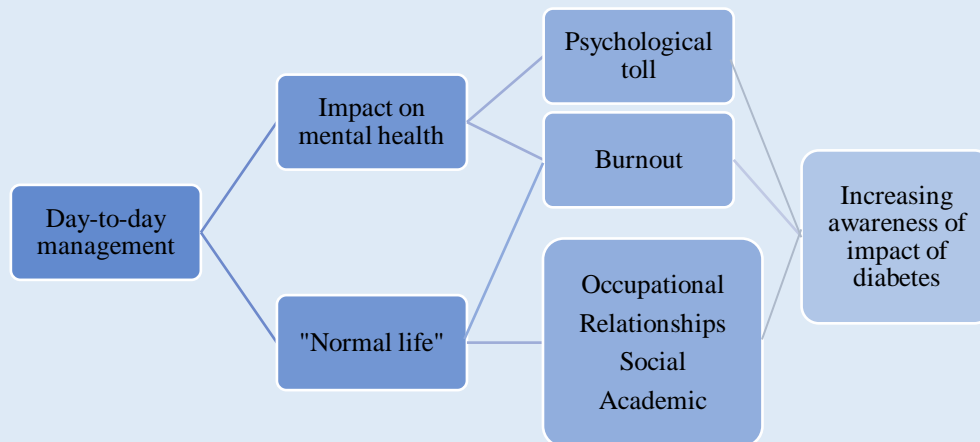 Day-to-day
management
Impact on
mental health
"Normal life"
Psychological
toll
Burnout
Occupational
Relationships
Social
Academic
Increasing
awareness of
impact of
diabetes